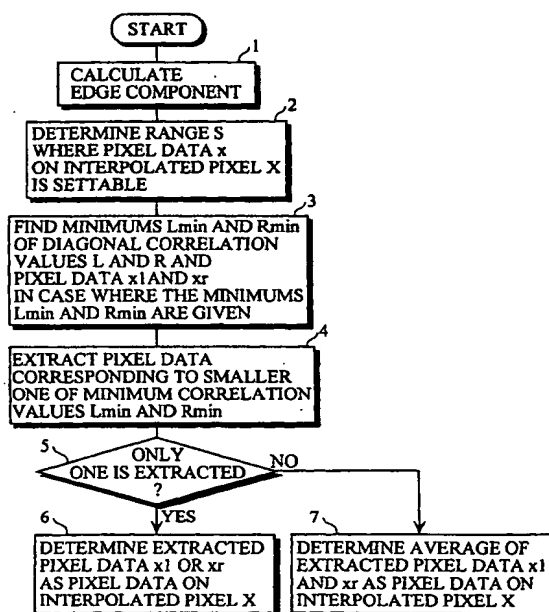 START
1
CALCULATE
EDGE COMPONENT
2
DETERMINE RANGE S
WHERE PIXEL DATA x
ON INTERPOLATED PIXEL X
IS SETTABLE
3
FIND MINIMUMS Lmin AND Rmin
OF DIAGONAL CORRELATION
VALUES L AND R AND
PIXEL DATA x1AND xr
IN CASE WHERE THE MINIMUMS
Lmin AND Rmin ARE GIVEN
4
EXTRACT PIXEL DATA
CORRESPONDING TO SMALLER
ONE OF MINIMUM CORRELATION
VALUES Lmin AND Rmin
5
ONLY
ONE IS EXTRACTED
?
NO
YES
6
DETERMINE EXTRACTED
PIXEL DATA x1 OR xr
AS PIXEL DATA ON
INTERPOLATED PIXEL X
7
DETERMINE AVERAGE OF
EXTRACTED PIXEL DATA x1
AND xr AS PIXEL DATA ON
INTERPOLATED PIXEL X